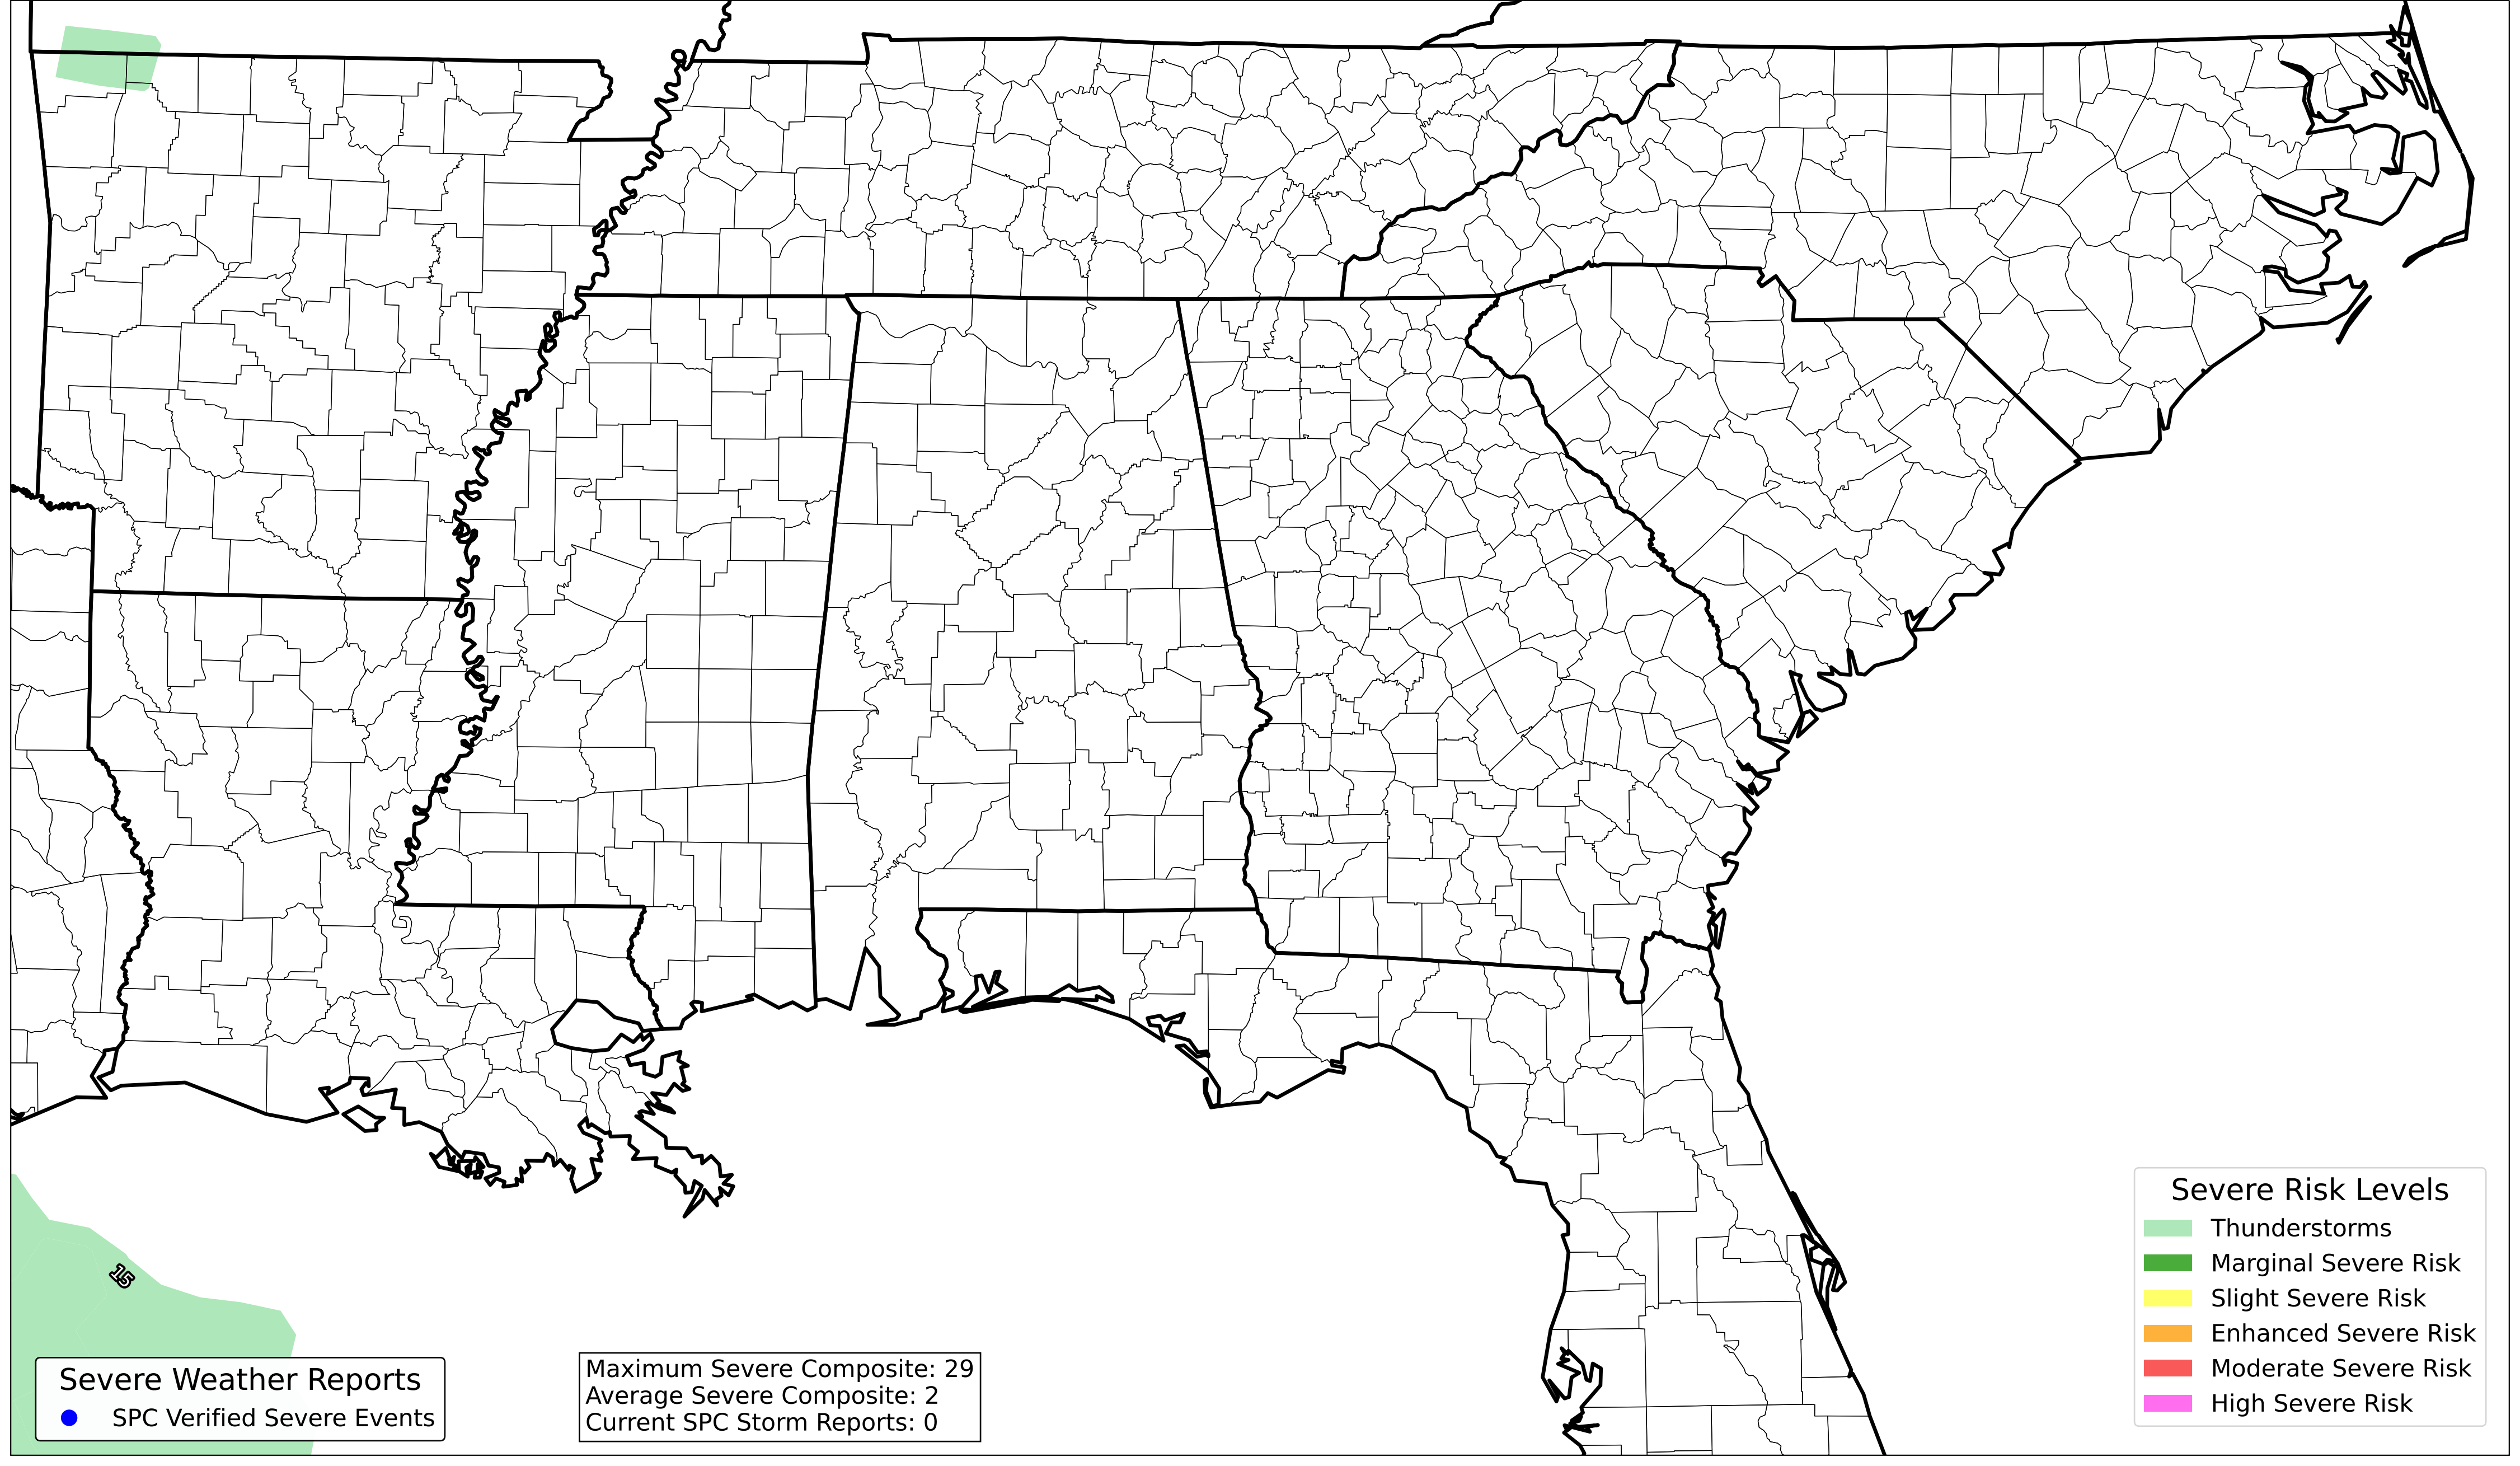 15
Severe Weather Reports
SPC Verified Severe Events
Maximum Severe Composite: 29
Average Severe Composite: 2
Current SPC Storm Reports: 0
Severe Risk Levels
Thunderstorms
Marginal Severe Risk
Slight Severe Risk
Enhanced Severe Risk
Moderate Severe Risk
High Severe Risk